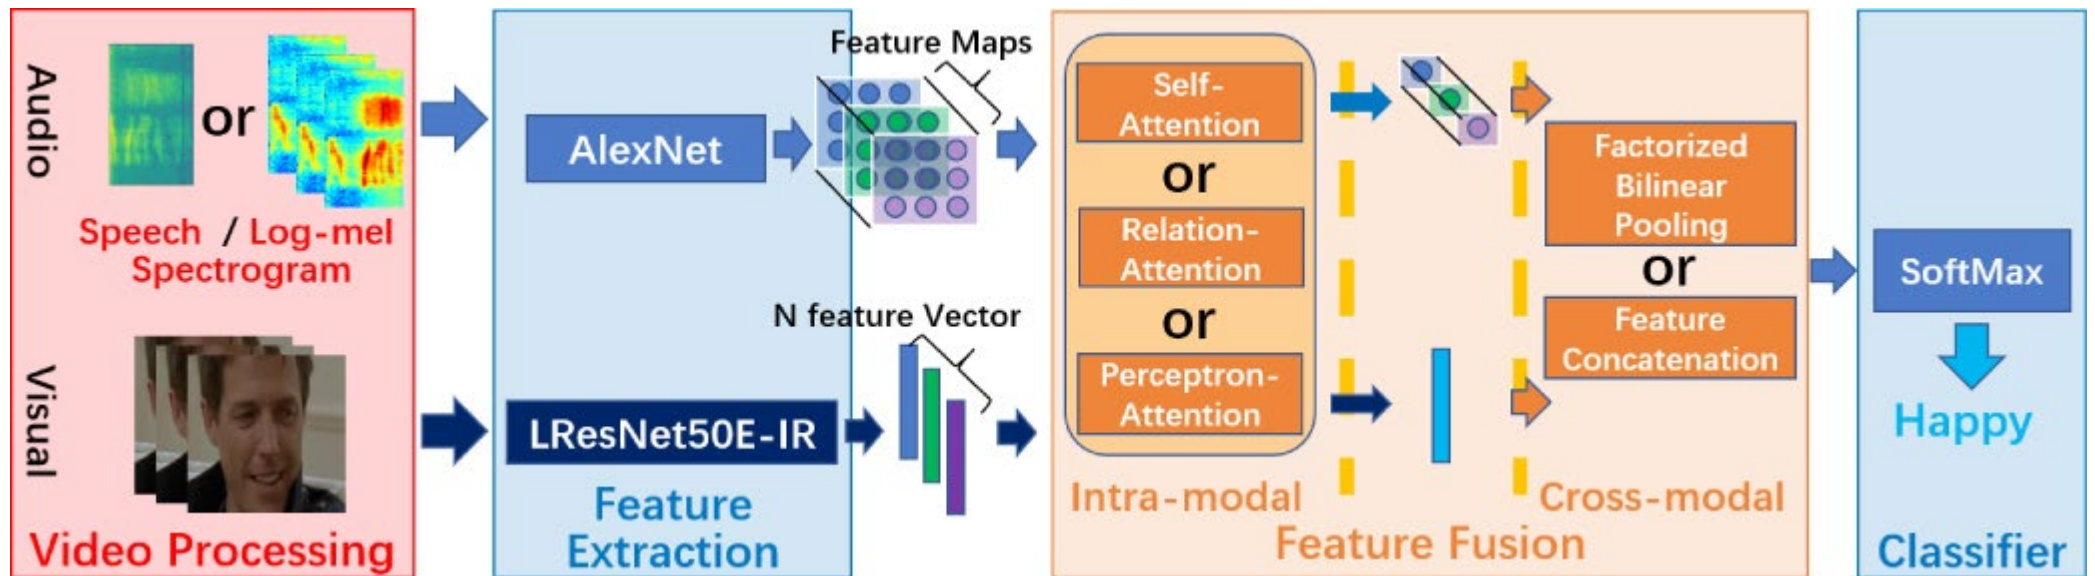 Audio
or
Speech / Log-mel
Spectrogram
Visual
Video Processing
AlexNet
Feature Maps
N feature Vector
LResNet50E-IR
Feature
Extraction
Self-
Attention
or
Relation-
Attention
or
Perceptron-
Attention
Intra-modal
Factorized
Bilinear
Pooling
or
Feature
Concatenation
Cross-modal
Feature Fusion
SoftMax
Happy
Classifier